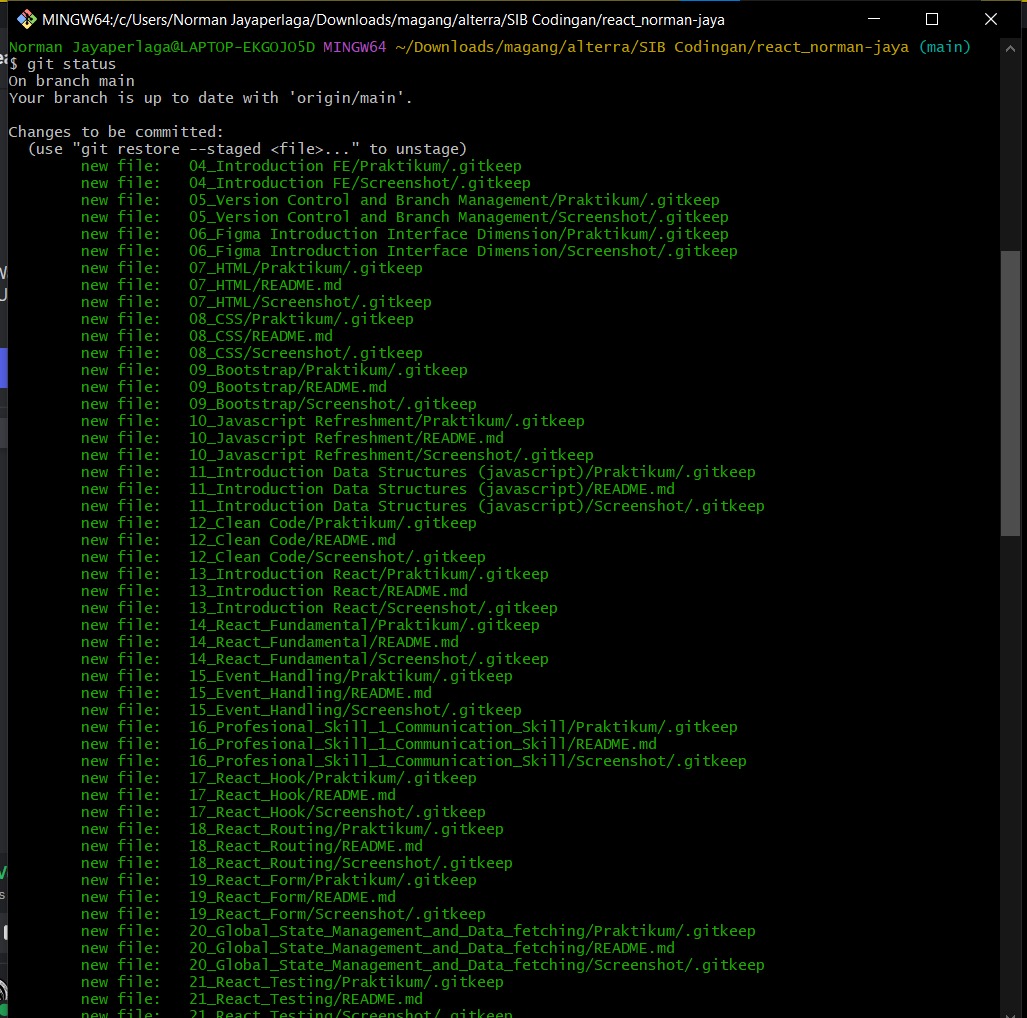 MINGW64:/c/Users/Norman Jayaperlaga/Downloads/magang/alterra/SIB Codingan/react_norman-jaya
Norman Jayaperlaga@LAPTOP-EKGOJO5D MINGW64 ~/Downloads/magang/alterra/SIB Codingan/react_norman-jaya (main)
$ git status
On branch main
Your branch is up to date with 'origin/main'.
Changes to be committed:
(use "git restore --staged <file>..." to unstage)
new file: 04_Introduction FE/Praktikum/.gitkeep
new file: 04_Introduction FE/Screenshot/.gitkeep
new file: 05_Version Control and Branch Management/Praktikum/.gitkeep
new file: 05_Version Control and Branch Management/Screenshot/.gitkeep
new file: 06_Figma Introduction Interface Dimension/Praktikum/.gitkeep
new file: 06_Figma Introduction Interface Dimension/Screenshot/.gitkeep
new file: 07_HTML/Praktikum/.gitkeep
new file: 07_HTML/README.md
new file: 07_HTML/Screenshot/.gitkeep
new file: 08_CSS/Praktikum/.gitkeep
new file: 08_CSS/README.md
new file: 08_CSS/Screenshot/.gitkeep
new file: 09_Bootstrap/Praktikum/.gitkeep
new file: 09_Bootstrap/README.md
new file: 09_Bootstrap/Screenshot/.gitkeep
new file: 10_Javascript Refreshment/Praktikum/.gitkeep
new file: 10_Javascript Refreshment/README.md
new file: 10_Javascript Refreshment/Screenshot/.gitkeep
new file: 11_Introduction Data Structures (javascript)/Praktikum/.gitkeep
new file: 11_Introduction Data Structures (javascript)/README.md
new file: 11_Introduction Data Structures (javascript)/Screenshot/.gitkeep
new file: 12_Clean Code/Praktikum/.gitkeep
new file: 12_Clean Code/README.md
new file: 12_Clean Code/Screenshot/.gitkeep
new file: 13_Introduction React/Praktikum/.gitkeep
new file: 13_Introduction React/README.md
new file: 13_Introduction React/Screenshot/.gitkeep
new file: 14_React_Fundamental/Praktikum/.gitkeep
new file: 14_React_Fundamental/README.md
new file: 14_React_Fundamental/Screenshot/.gitkeep
new file: 15_Event_Handling/Praktikum/.gitkeep
new file: 15_Event_Handling/README.md
new file: 15_Event_Handling/Screenshot/.gitkeep
new file: 16_Profesional_Skill_1_Communication_Skill/Praktikum/.gitkeep
new file: 16_Profesional_Skill_1_Communication_Skill/README.md
new file: 16_Profesional_Skill_1_Communication_Skill/Screenshot/.gitkeep
new file: 17_React_Hook/Praktikum/.gitkeep
new file: 17_React_Hook/README.md
new file: 17_React_Hook/Screenshot/.gitkeep
new file: 18_React_Routing/Praktikum/.gitkeep
new file: 18_React_Routing/README.md
new file: 18_React_Routing/Screenshot/.gitkeep
new file: 19_React_Form/Praktikum/.gitkeep
new file: 19_React_Form/README.md
new file: 19_React_Form/Screenshot/.gitkeep
new file: 20_Global_State_Management_and_Data_fetching/Praktikum/.gitkeep
new file: 20_Global_State_Management_and_Data_fetching/README.md
new file: 20_Global_State_Management_and_Data_fetching/Screenshot/.gitkeep
new file: 21_React_Testing/Praktikum/.gitkeep
new file: 21_React_Testing/README.md
new file: 21_React_Testing/Screenshot/.gitkeep